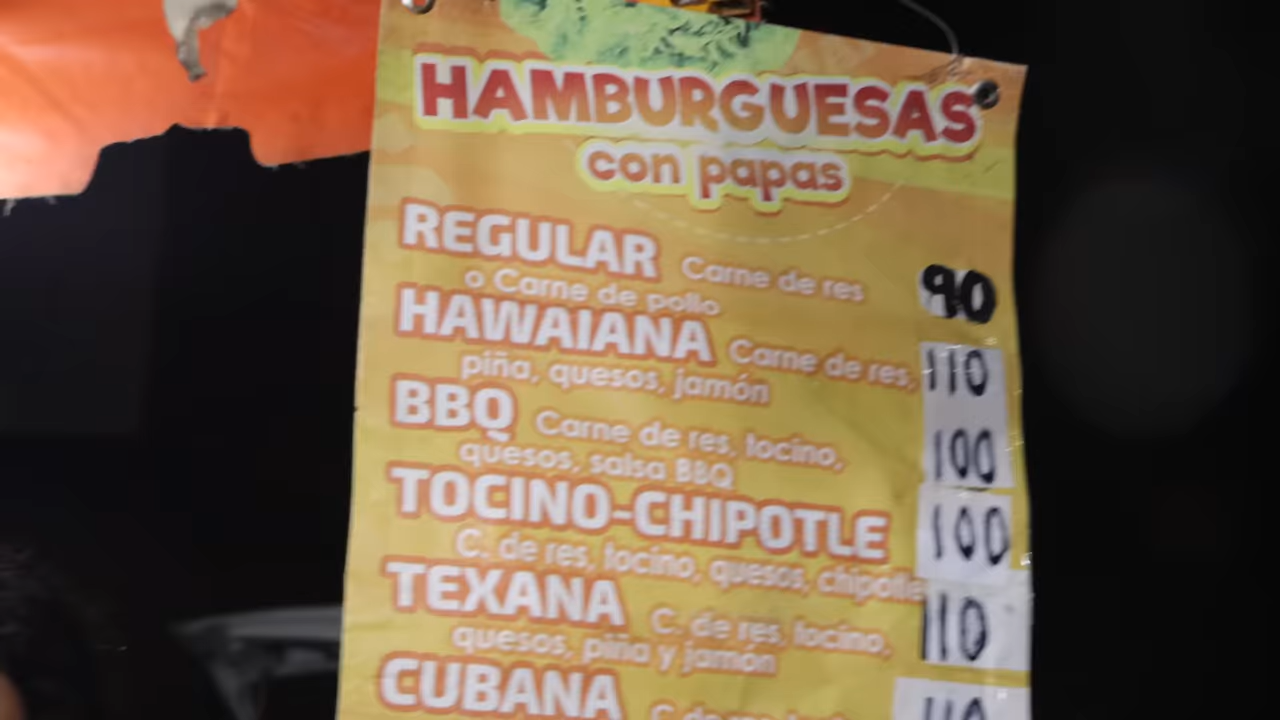 HAMBURGUESAS
con papas
REGULAR Carne de res 90
o Carne de pollo
HAWAIANA Carne de res, 110
piña, quesos, jamón
BBQ Carne de res, tocino, 100
quesos, salsa BBQ
TOCINO-CHIPOTLE 100
C. de res, tocino, quesos, chipotle
TEXANA C. de res, tocino, 110
quesos, piña y jamón
CUBANA